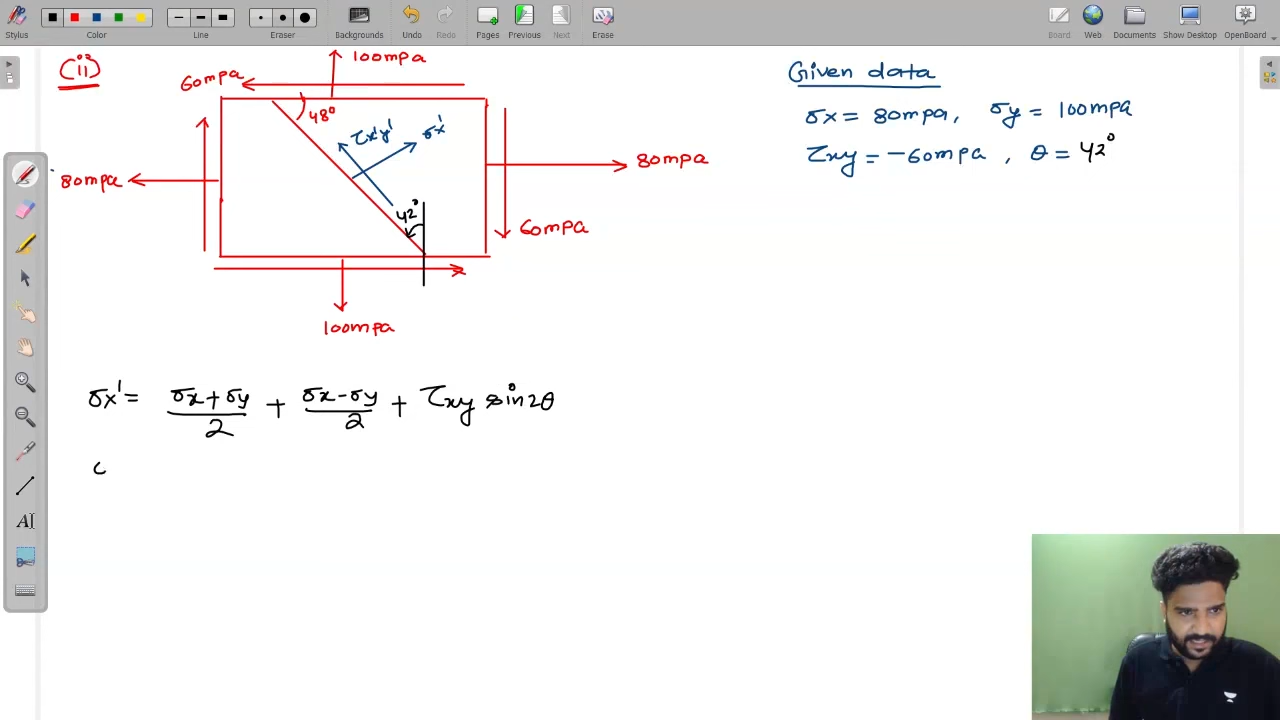 Stylus
Color
Line
Eraser
Backgrounds
Undo
Redo
Pages
Previous
Next
Erase
Board
Web
Documents
Show Desktop
OpenBoard
(ii)
100mpa
60mpa
48°
τx'y'
σx'
80mpa
80mpa
42°
60mpa
100mpa
Given data
σx = 80mpa, σy = 100mpa
τxy = -60mpa, θ = 42°
σx' = σx + σy / 2 + σx - σy / 2 + τxy sin2θ